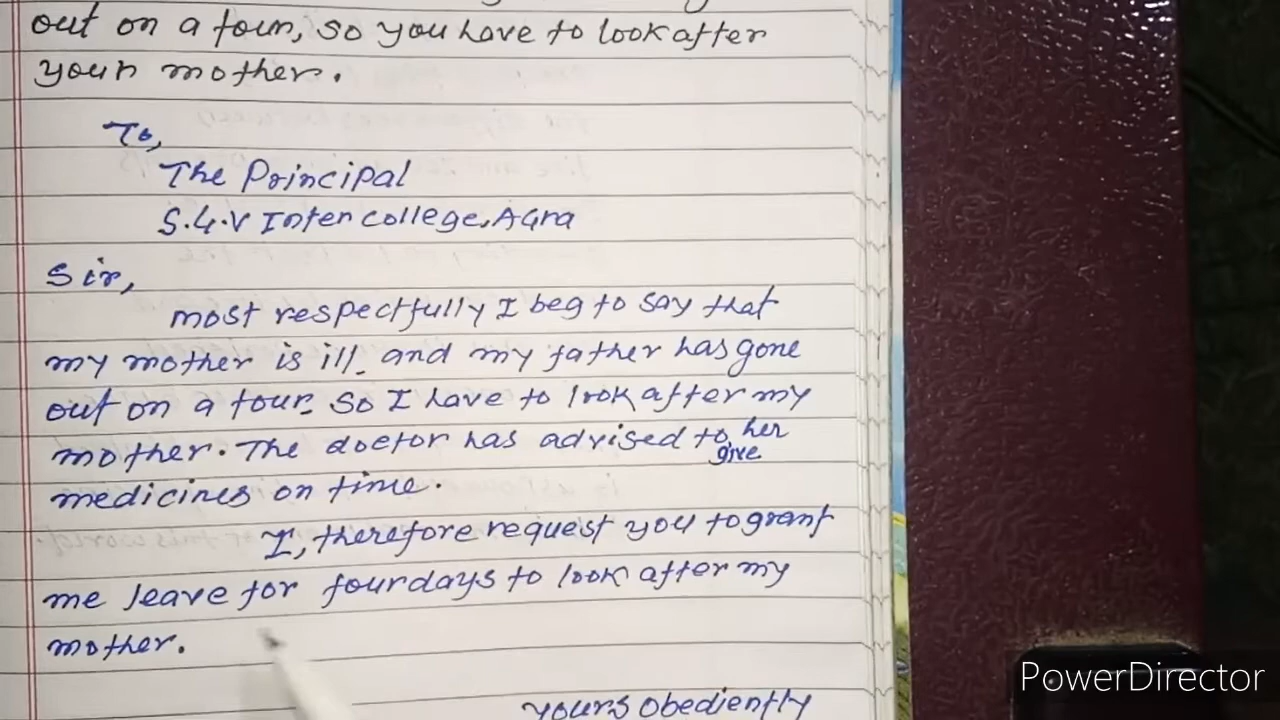 out on a tour, so you have to look after
your mother.
To,
The Principal
S.G.V Inter college, Agra
Sir,
most respectfully I beg to say that
my mother is ill and my father has gone
out on a tour. So I have to look after my
mother. The doctor has advised to give her
medicines on time.
I, therefore request you to grant
me leave for four days to look after my
mother.
yours obediently
PowerDirector